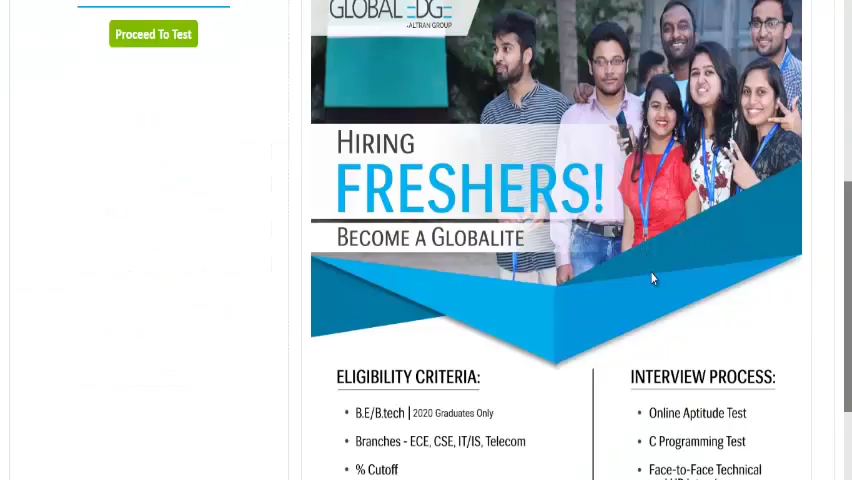 Proceed To Test
GLOBAL EDGE
-ALTRAN GROUP
HIRING
FRESHERS!
BECOME A GLOBALITE
ELIGIBILITY CRITERIA:
• B.E/B.tech | 2020 Graduates Only
• Branches - ECE, CSE, IT/IS, Telecom
• % Cutoff
INTERVIEW PROCESS:
• Online Aptitude Test
• C Programming Test
• Face-to-Face Technical